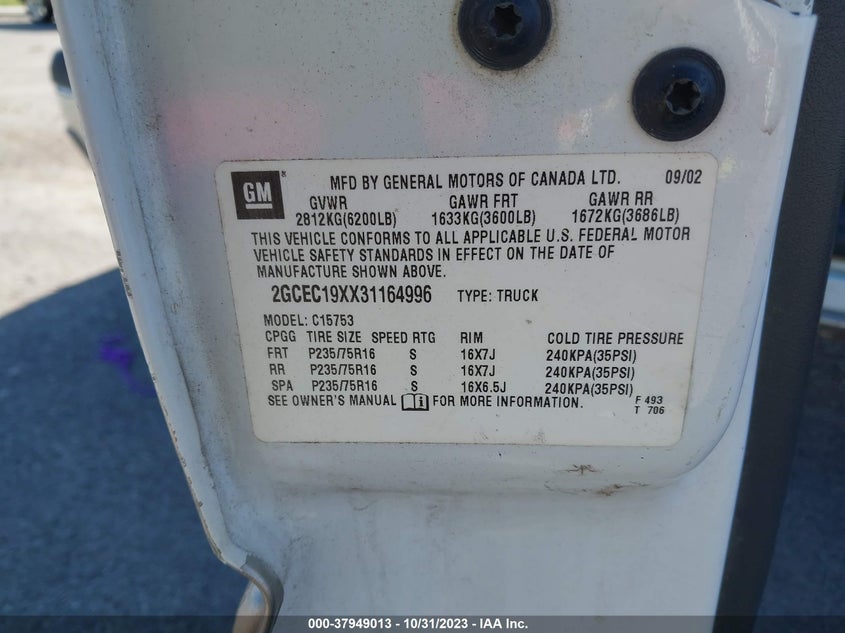 GM ® MFD BY GENERAL MOTORS OF CANADA LTD. 09/02
GVWR GAWR FRT GAWR RR
2812KG(6200LB) 1633KG(3600LB) 1672KG(3686LB)
THIS VEHICLE CONFORMS TO ALL APPLICABLE U.S. FEDERAL MOTOR
VEHICLE SAFETY STANDARDS IN EFFECT ON THE DATE OF
MANUFACTURE SHOWN ABOVE.
2GCEC19XX31164996 TYPE: TRUCK
MODEL: C15753
CPGG TIRE SIZE SPEED RTG RIM COLD TIRE PRESSURE
FRT P235/75R16 S 16X7J 240KPA(35PSI)
RR P235/75R16 S 16X7J 240KPA(35PSI)
SPA P235/75R16 S 16X6.5J 240KPA(35PSI)
SEE OWNER'S MANUAL i FOR MORE INFORMATION. F 493
T 706
000-37949013 - 10/31/2023 - IAA Inc.